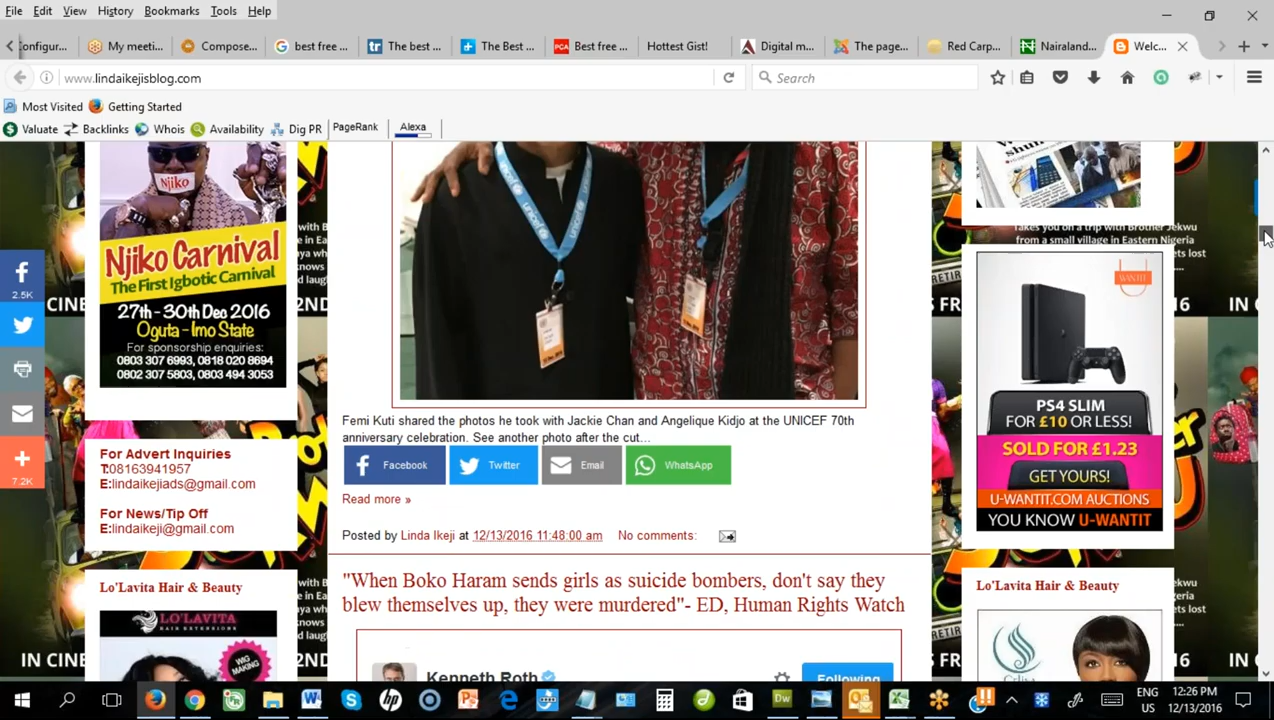 File Edit View History Bookmarks Tools Help
Configur... My meeti... Compose... best free ... The best ... The Best ... Best free ... Hottest Gist! Digital m... The page... Red Carp... Nairaland... Welc...
www.lindaikejisblog.com
Search
Most Visited Getting Started
Valuate Backlinks Whois Availability Dig PR PageRank Alexa
Njiko
Njiko Carnival
The First Igbotic Carnival
27th - 30th Dec 2016
Oguta - Imo State
For sponsorship enquiries:
0803 307 6993, 0818 020 8694
0802 307 5803, 0803 494 3053
2.5K
7.2K
For Advert Inquiries
T:08163941957
E:lindaikejiads@gmail.com
For News/Tip Off
E:lindaikeji@gmail.com
Lo'Lavita Hair & Beauty
LO'LAVITA
HAIR EXTENSIONS
WIG
MAKING
unicef
Femi Kuti shared the photos he took with Jackie Chan and Angelique Kidjo at the UNICEF 70th
anniversary celebration. See another photo after the cut...
Facebook Twitter Email WhatsApp
Read more »
Posted by Linda Ikeji at 12/13/2016 11:48:00 am No comments:
"When Boko Haram sends girls as suicide bombers, don't say they
blew themselves up, they were murdered"- ED, Human Rights Watch
Kenneth Roth
Following
Takes you on a trip with Brother Jekwu
from a small village in Eastern Nigeria
WANTIT
PS4 SLIM
FOR £10 OR LESS!
SOLD FOR £1.23
GET YOURS!
U-WANTIT.COM AUCTIONS
YOU KNOW U-WANTIT
Lo'Lavita Hair & Beauty
IN CINE
ENG
US
12:26 PM
12/13/2016